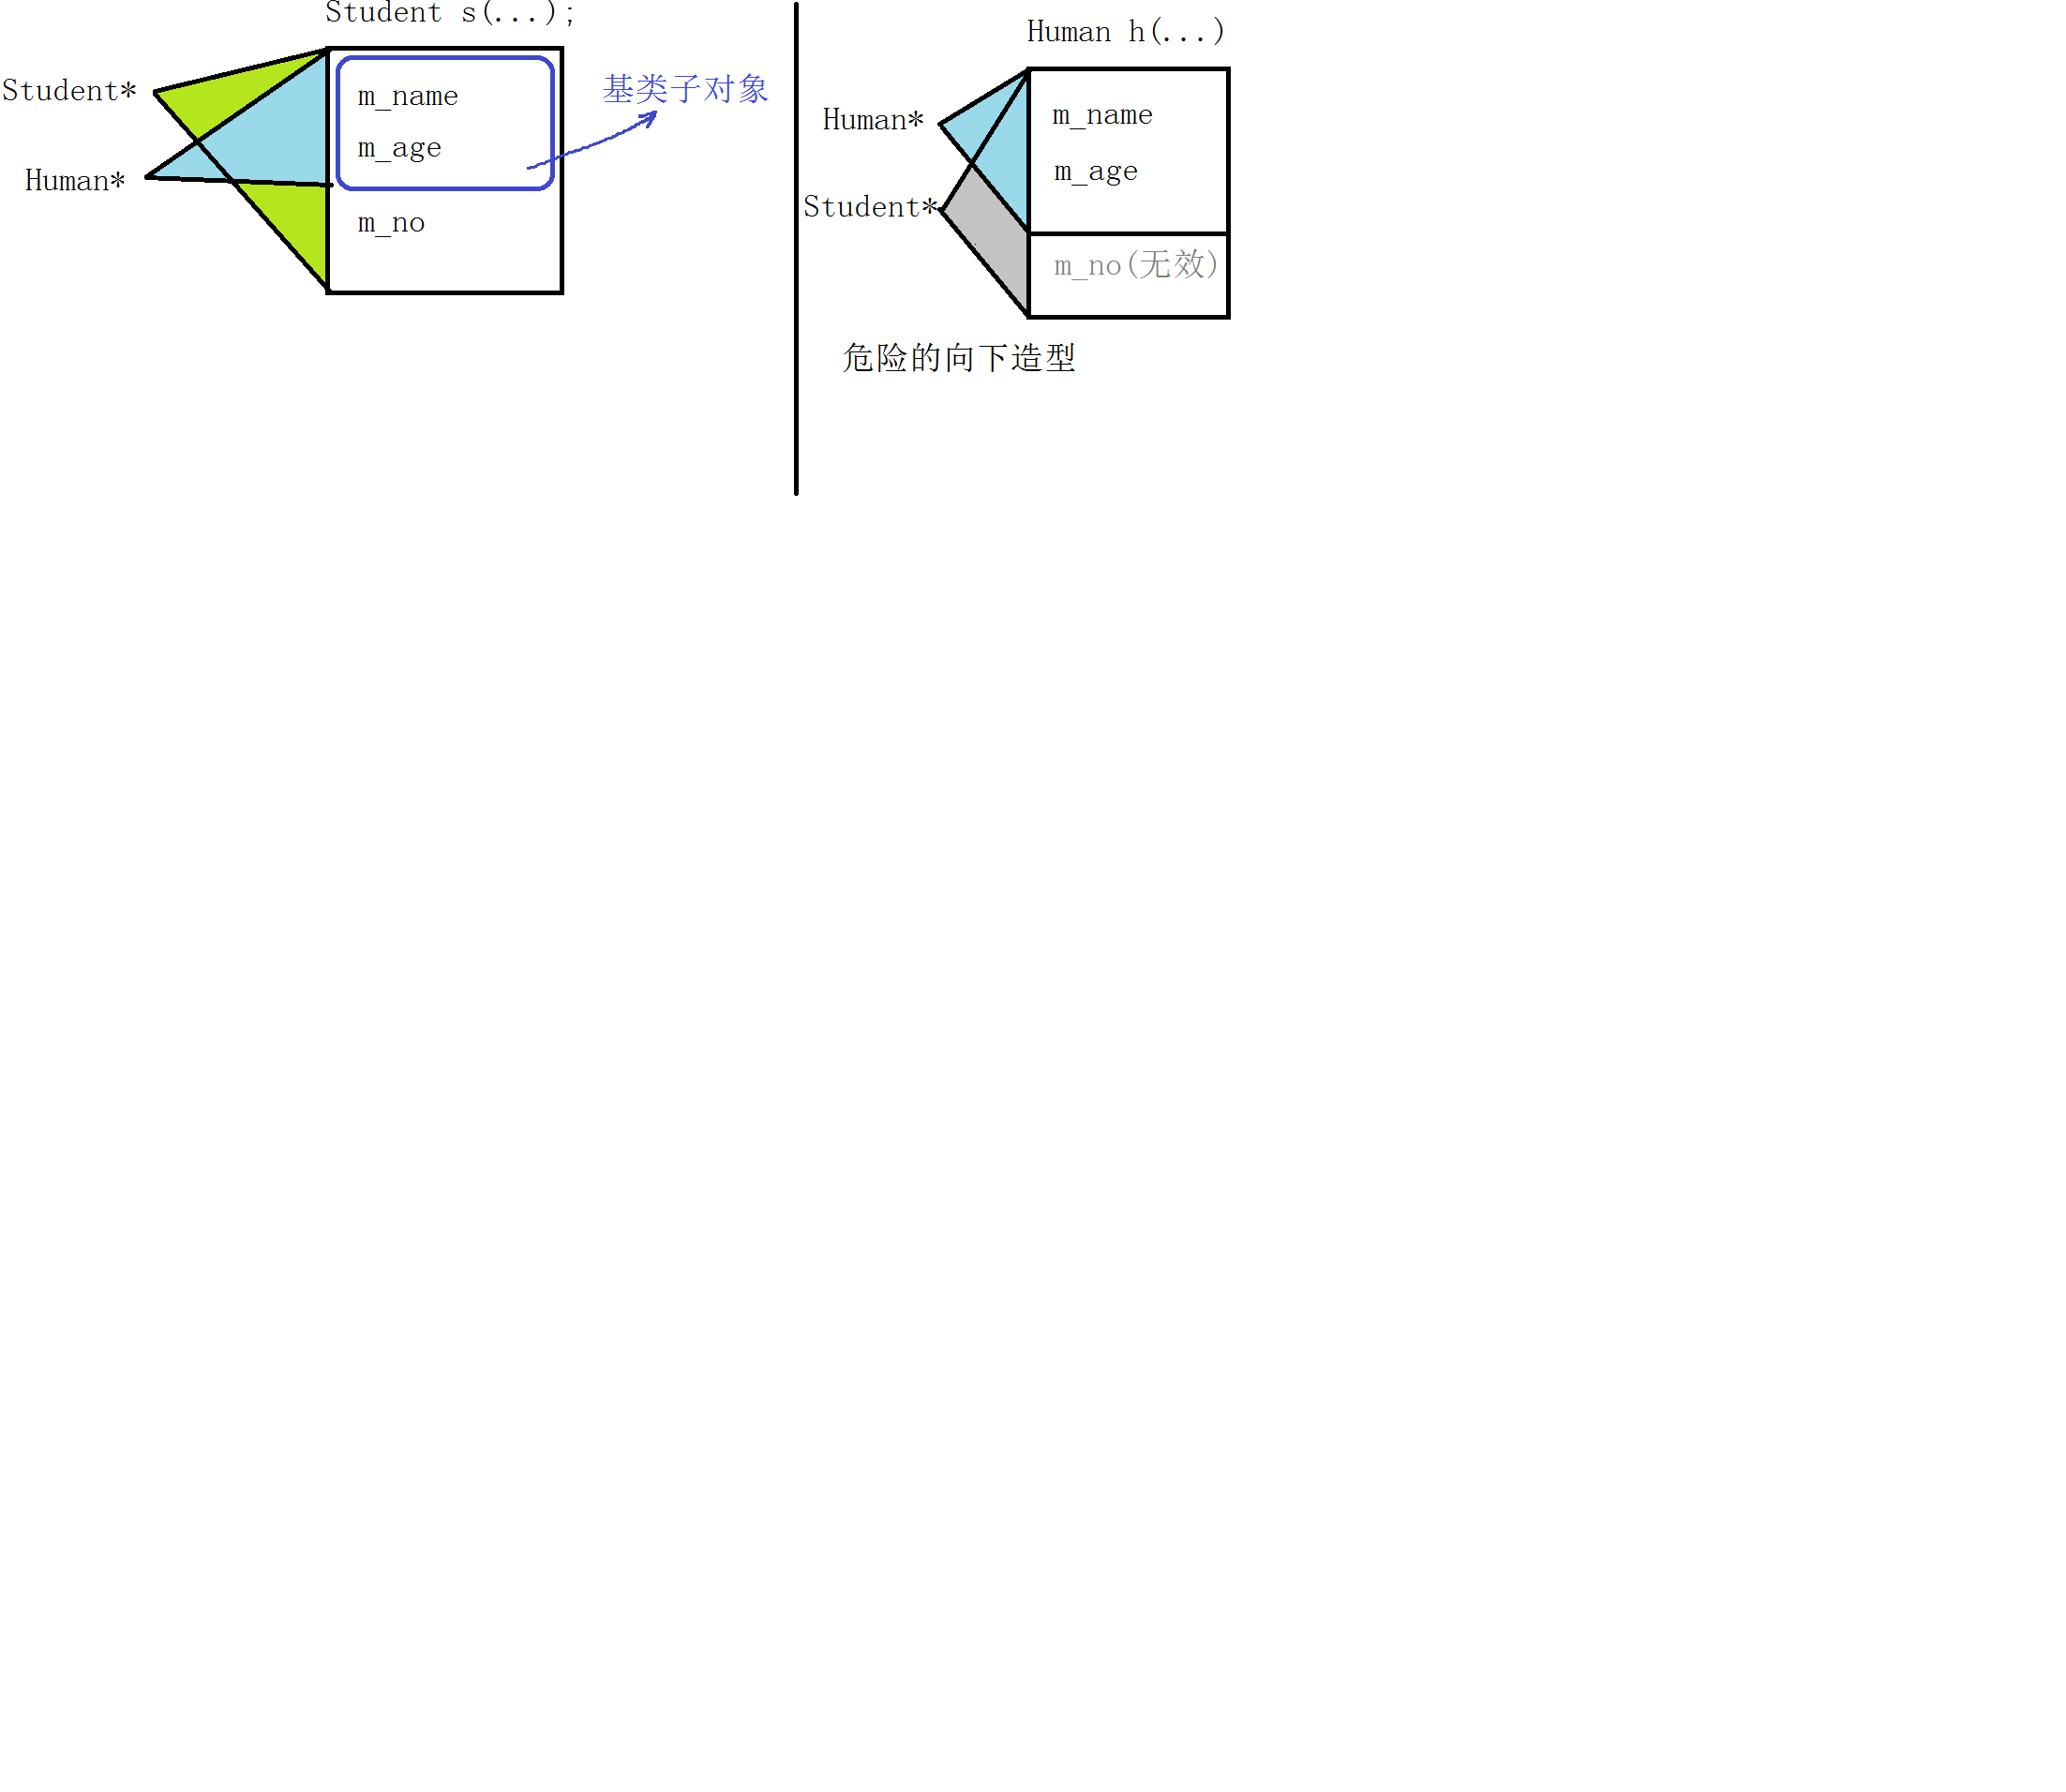 Student s(...);
Student*
m_name
基类子对象
m_age
Human*
m_no
Human h(...)
Human*
m_name
m_age
Student*
m_no(无效)
危险的向下造型